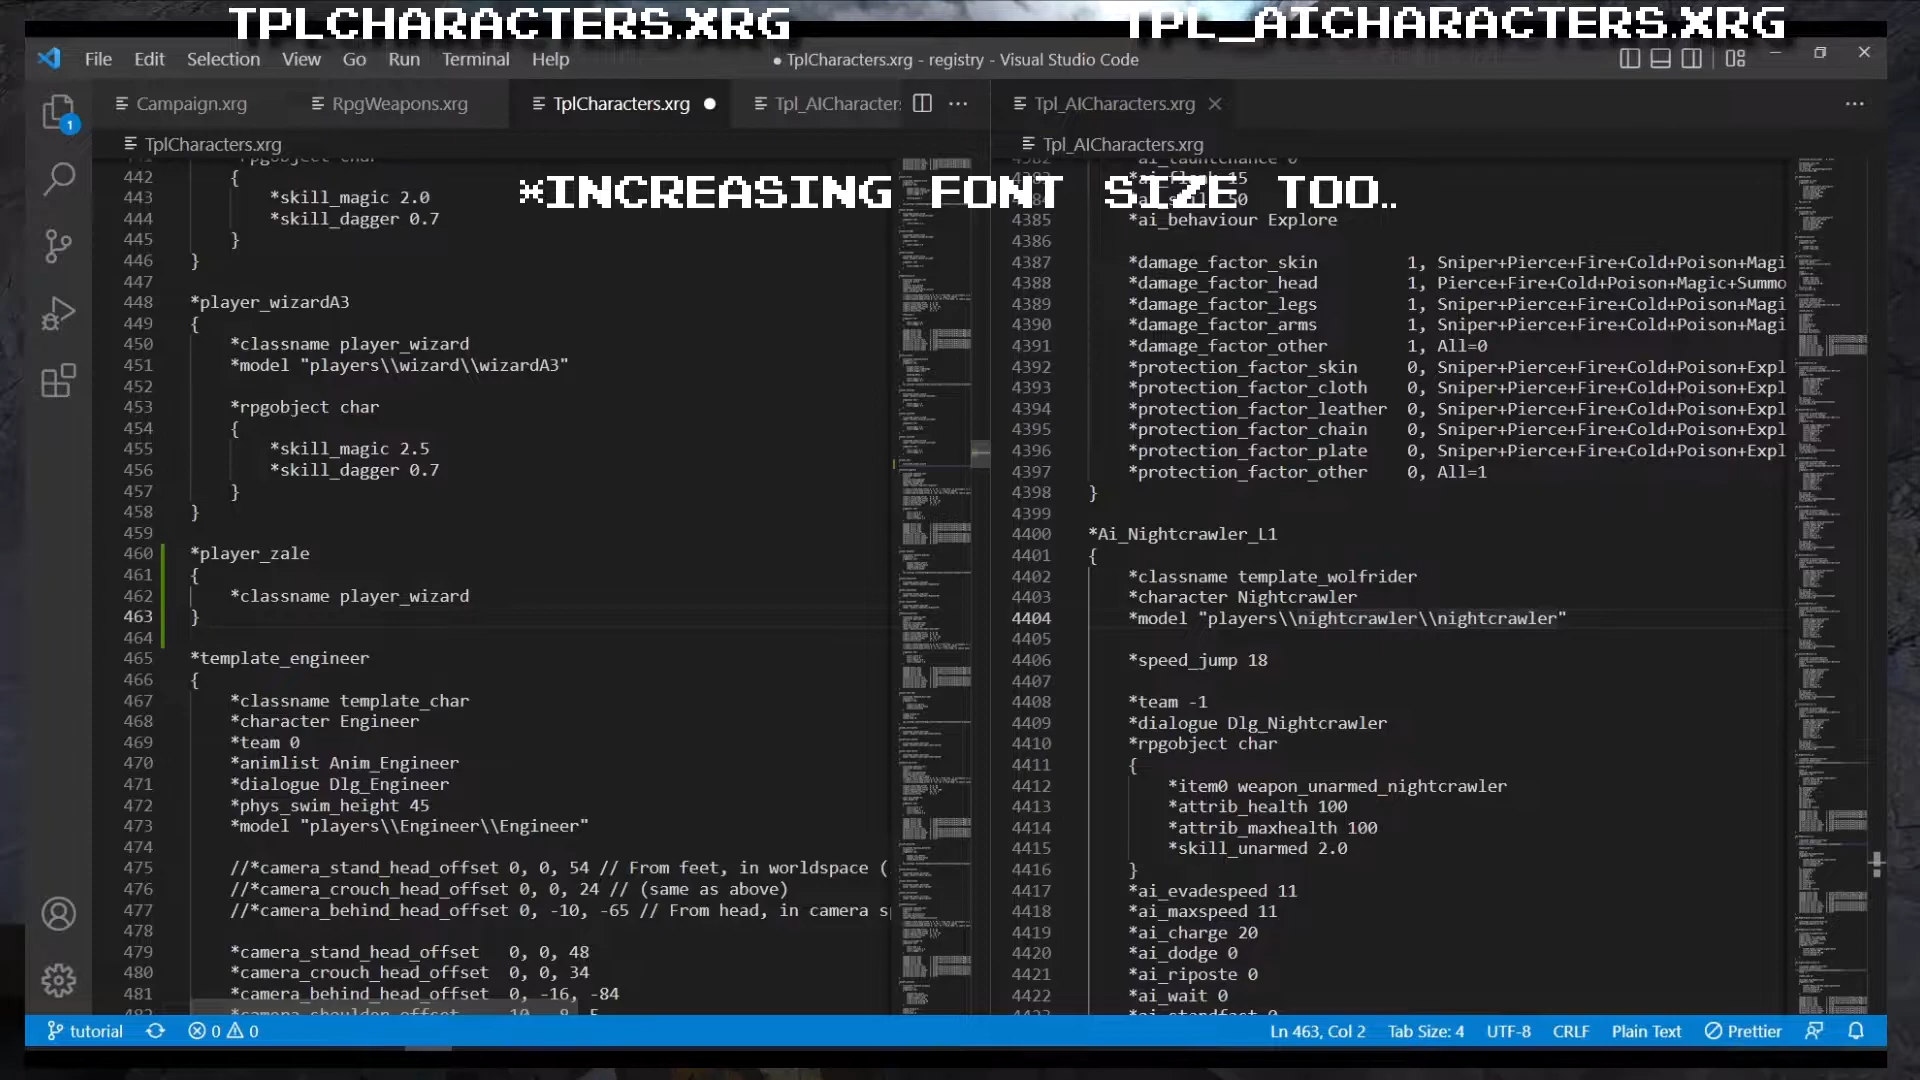 TPLCHARACTERS.XRG
TPL_AICHARACTERS.XRG
File Edit Selection View Go Run Terminal Help
● TplCharacters.xrg - registry - Visual Studio Code
Campaign.xrg
RpgWeapons.xrg
TplCharacters.xrg
Tpl_AICharacter
Tpl_AICharacters.xrg
TplCharacters.xrg
Tpl_AICharacters.xrg
*INCREASING FONT SIZE TOO..
1
442 {
443 *skill_magic 2.0
444 *skill_dagger 0.7
445 }
446 }
447
448 *player_wizardA3
449 {
450 *classname player_wizard
451 *model "players\\wizard\\wizardA3"
452
453 *rpgobject char
454 {
455 *skill_magic 2.5
456 *skill_dagger 0.7
457 }
458 }
459
460 *player_zale
461 {
462 *classname player_wizard
463 }
464
465 *template_engineer
466 {
467 *classname template_char
468 *character Engineer
469 *team 0
470 *animlist Anim_Engineer
471 *dialogue Dlg_Engineer
472 *phys_swim_height 45
473 *model "players\\Engineer\\Engineer"
474
475 //*camera_stand_head_offset 0, 0, 54 // From feet, in worldspace (
476 //*camera_crouch_head_offset 0, 0, 24 // (same as above)
477 //*camera_behind_head_offset 0, -10, -65 // From head, in camera s
478
479 *camera_stand_head_offset 0, 0, 48
480 *camera_crouch_head_offset 0, 0, 34
481 *camera_behind_head_offset 0, -16, -84
4385 *ai_behaviour Explore
4386
4387 *damage_factor_skin 1, Sniper+Pierce+Fire+Cold+Poison+Magi
4388 *damage_factor_head 1, Pierce+Fire+Cold+Poison+Magic+Summo
4389 *damage_factor_legs 1, Sniper+Pierce+Fire+Cold+Poison+Magi
4390 *damage_factor_arms 1, Sniper+Pierce+Fire+Cold+Poison+Magi
4391 *damage_factor_other 1, All=0
4392 *protection_factor_skin 0, Sniper+Pierce+Fire+Cold+Poison+Expl
4393 *protection_factor_cloth 0, Sniper+Pierce+Fire+Cold+Poison+Expl
4394 *protection_factor_leather 0, Sniper+Pierce+Fire+Cold+Poison+Expl
4395 *protection_factor_chain 0, Sniper+Pierce+Fire+Cold+Poison+Expl
4396 *protection_factor_plate 0, Sniper+Pierce+Fire+Cold+Poison+Expl
4397 *protection_factor_other 0, All=1
4398 }
4399
4400 *Ai_Nightcrawler_L1
4401 {
4402 *classname template_wolfrider
4403 *character Nightcrawler
4404 *model "players\\nightcrawler\\nightcrawler"
4405
4406 *speed_jump 18
4407
4408 *team -1
4409 *dialogue Dlg_Nightcrawler
4410 *rpgobject char
4411 {
4412 *item0 weapon_unarmed_nightcrawler
4413 *attrib_health 100
4414 *attrib_maxhealth 100
4415 *skill_unarmed 2.0
4416 }
4417 *ai_evadespeed 11
4418 *ai_maxspeed 11
4419 *ai_charge 20
4420 *ai_dodge 0
4421 *ai_riposte 0
4422 *ai_wait 0
tutorial 0 0
Ln 463, Col 2 Tab Size: 4 UTF-8 CRLF Plain Text Prettier